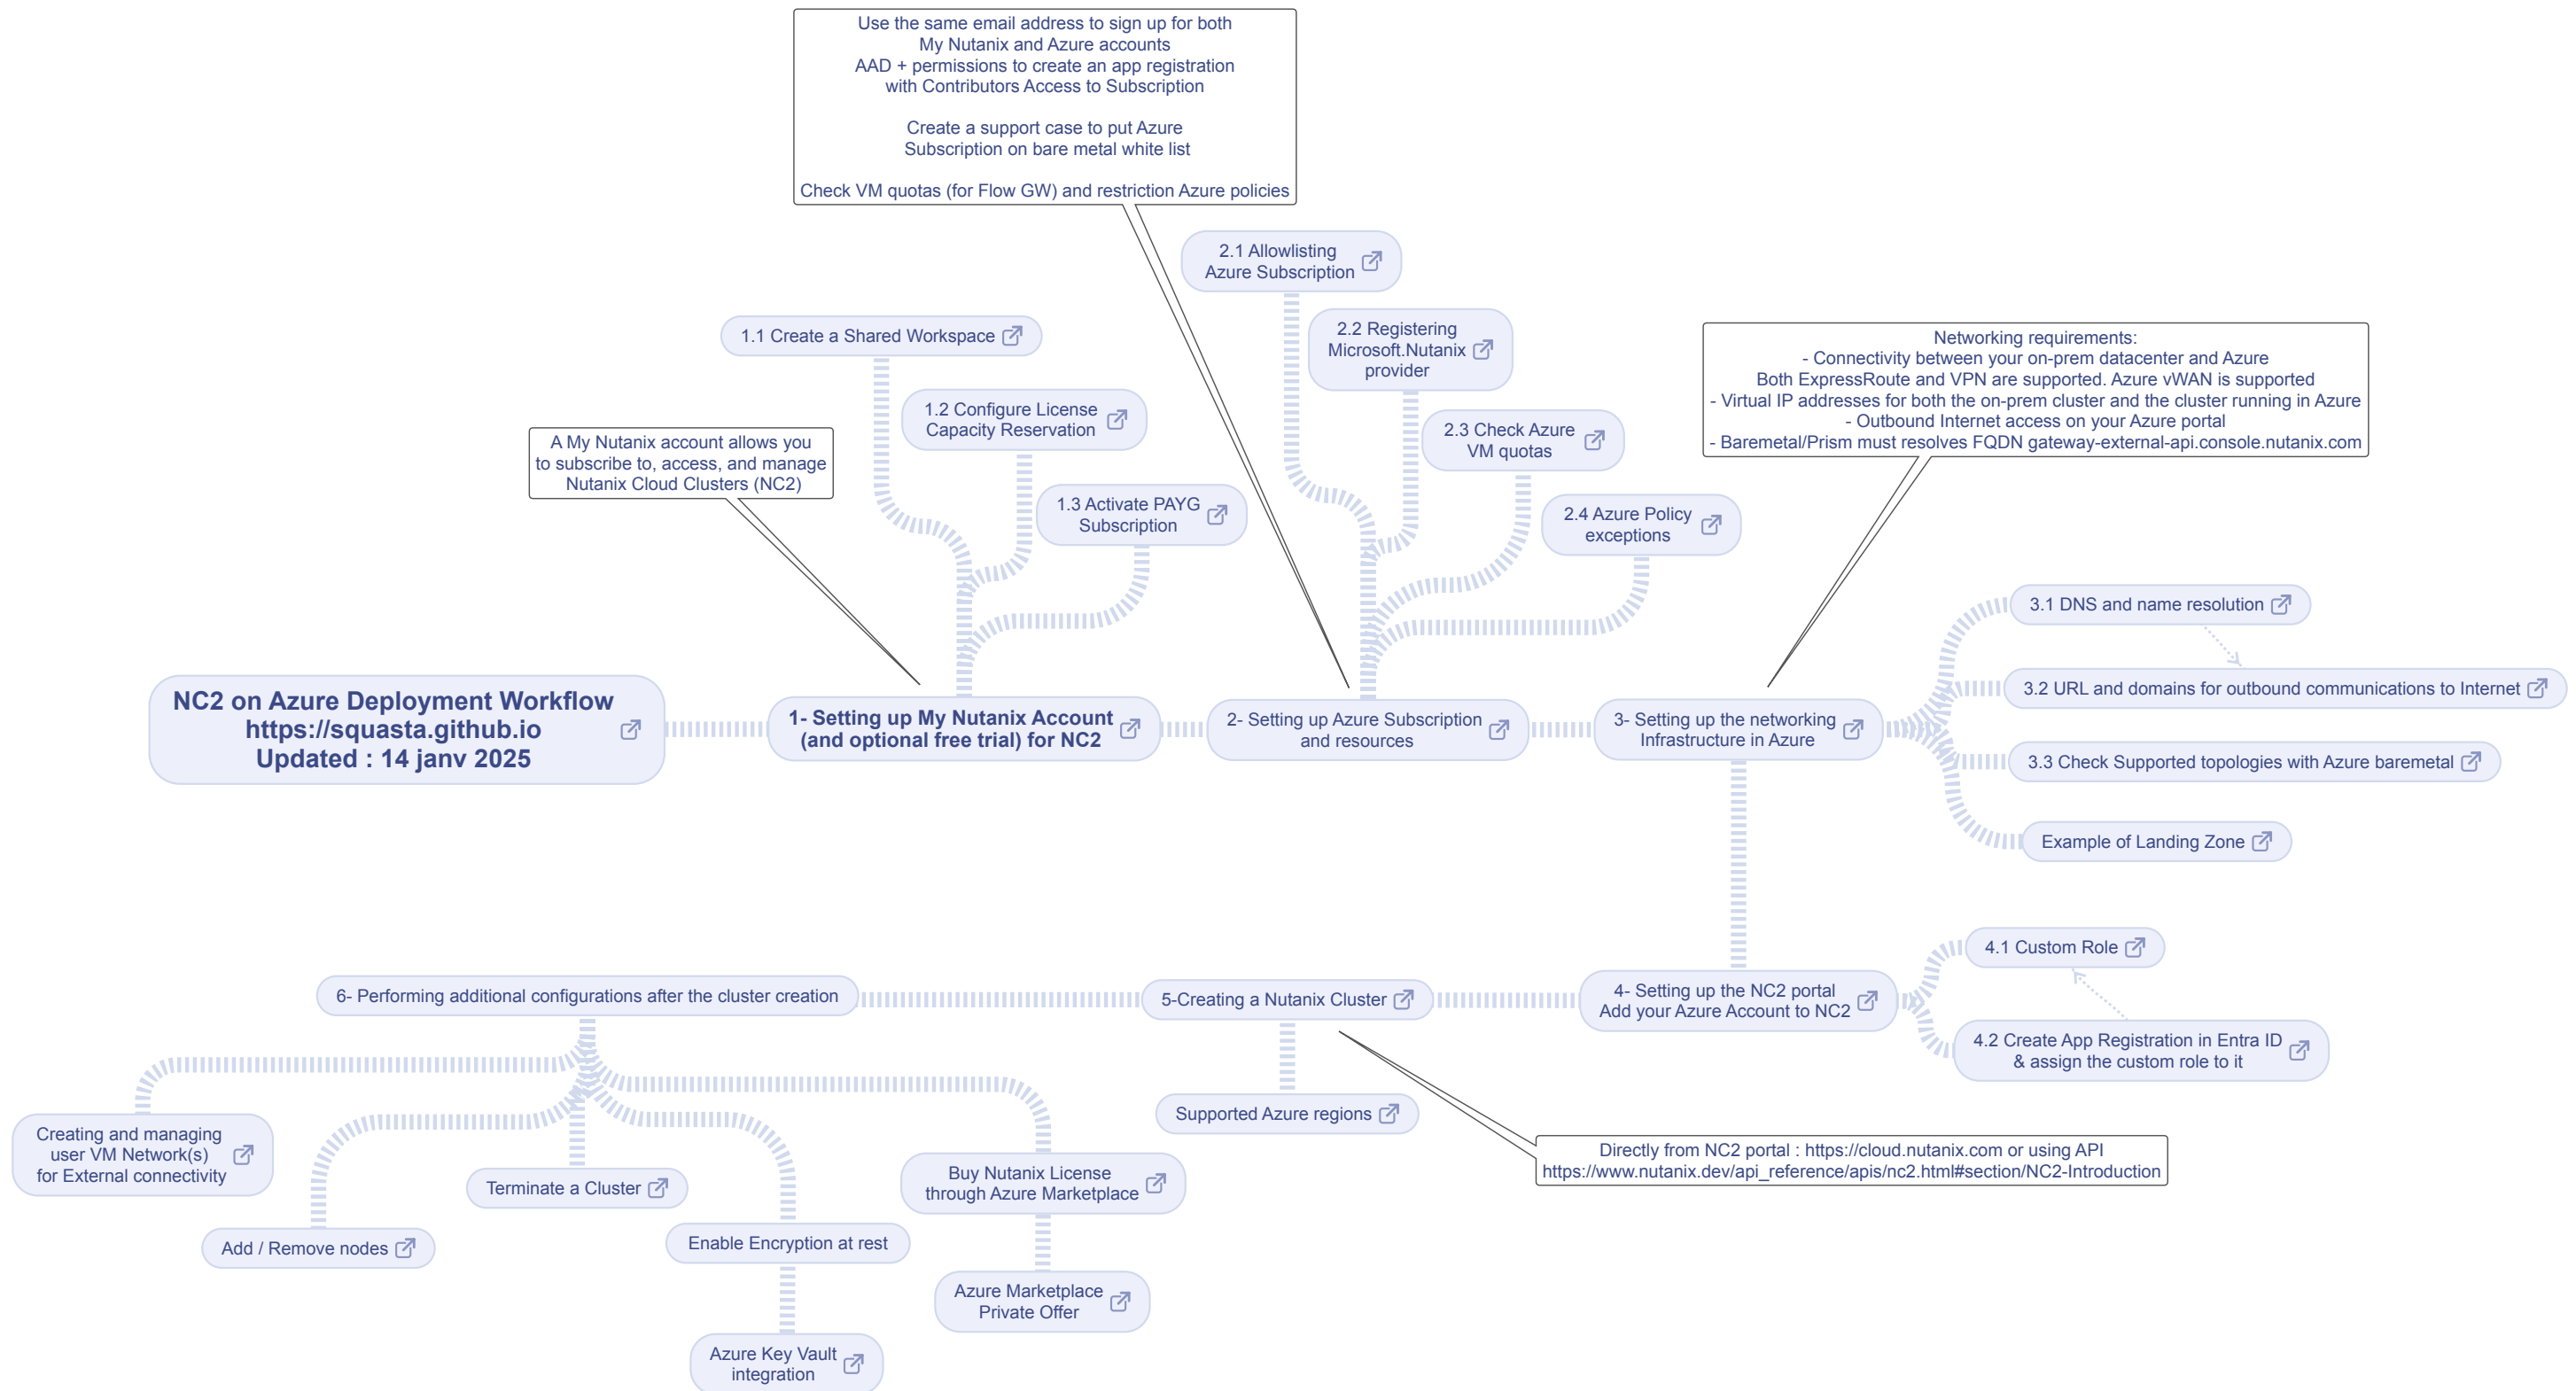 Use the same email address to sign up for both
My Nutanix and Azure accounts
AAD + permissions to create an app registration
with Contributors Access to Subscription
Create a support case to put Azure
Subscription on bare metal white list
Check VM quotas (for Flow GW) and restriction Azure policies
2.1 Allowlisting
Azure Subscription
2.2 Registering
Microsoft.Nutanix
provider
2.3 Check Azure
VM quotas
2.4 Azure Policy
exceptions
1.1 Create a Shared Workspace
1.2 Configure License
Capacity Reservation
1.3 Activate PAYG
Subscription
A My Nutanix account allows you
to subscribe to, access, and manage
Nutanix Cloud Clusters (NC2)
Networking requirements:
- Connectivity between your on-prem datacenter and Azure
Both ExpressRoute and VPN are supported. Azure vWAN is supported
- Virtual IP addresses for both the on-prem cluster and the cluster running in Azure
- Outbound Internet access on your Azure portal
- Baremetal/Prism must resolves FQDN gateway-external-api.console.nutanix.com
NC2 on Azure Deployment Workflow
https://squasta.github.io
Updated : 14 janv 2025
1- Setting up My Nutanix Account
(and optional free trial) for NC2
2- Setting up Azure Subscription
and resources
3- Setting up the networking
Infrastructure in Azure
3.1 DNS and name resolution
3.2 URL and domains for outbound communications to Internet
3.3 Check Supported topologies with Azure baremetal
Example of Landing Zone
4- Setting up the NC2 portal
Add your Azure Account to NC2
4.1 Custom Role
4.2 Create App Registration in Entra ID
& assign the custom role to it
5-Creating a Nutanix Cluster
Supported Azure regions
Directly from NC2 portal : https://cloud.nutanix.com or using API
https://www.nutanix.dev/api_reference/apis/nc2.html#section/NC2-Introduction
6- Performing additional configurations after the cluster creation
Creating and managing
user VM Network(s)
for External connectivity
Add / Remove nodes
Terminate a Cluster
Enable Encryption at rest
Azure Key Vault
integration
Buy Nutanix License
through Azure Marketplace
Azure Marketplace
Private Offer